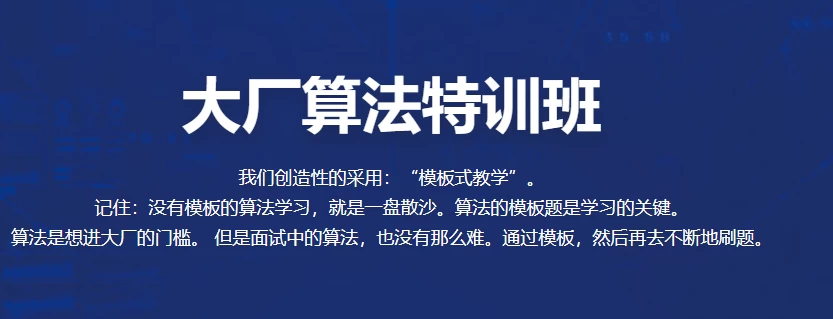 大厂算法特训班
我们创造性的采用：“模板式教学”。
记住：没有模板的算法学习，就是一盘散沙。算法的模板题是学习的关键。
算法是想进大厂的门槛。 但是面试中的算法，也没有那么难。通过模板，然后再去不断地刷题。